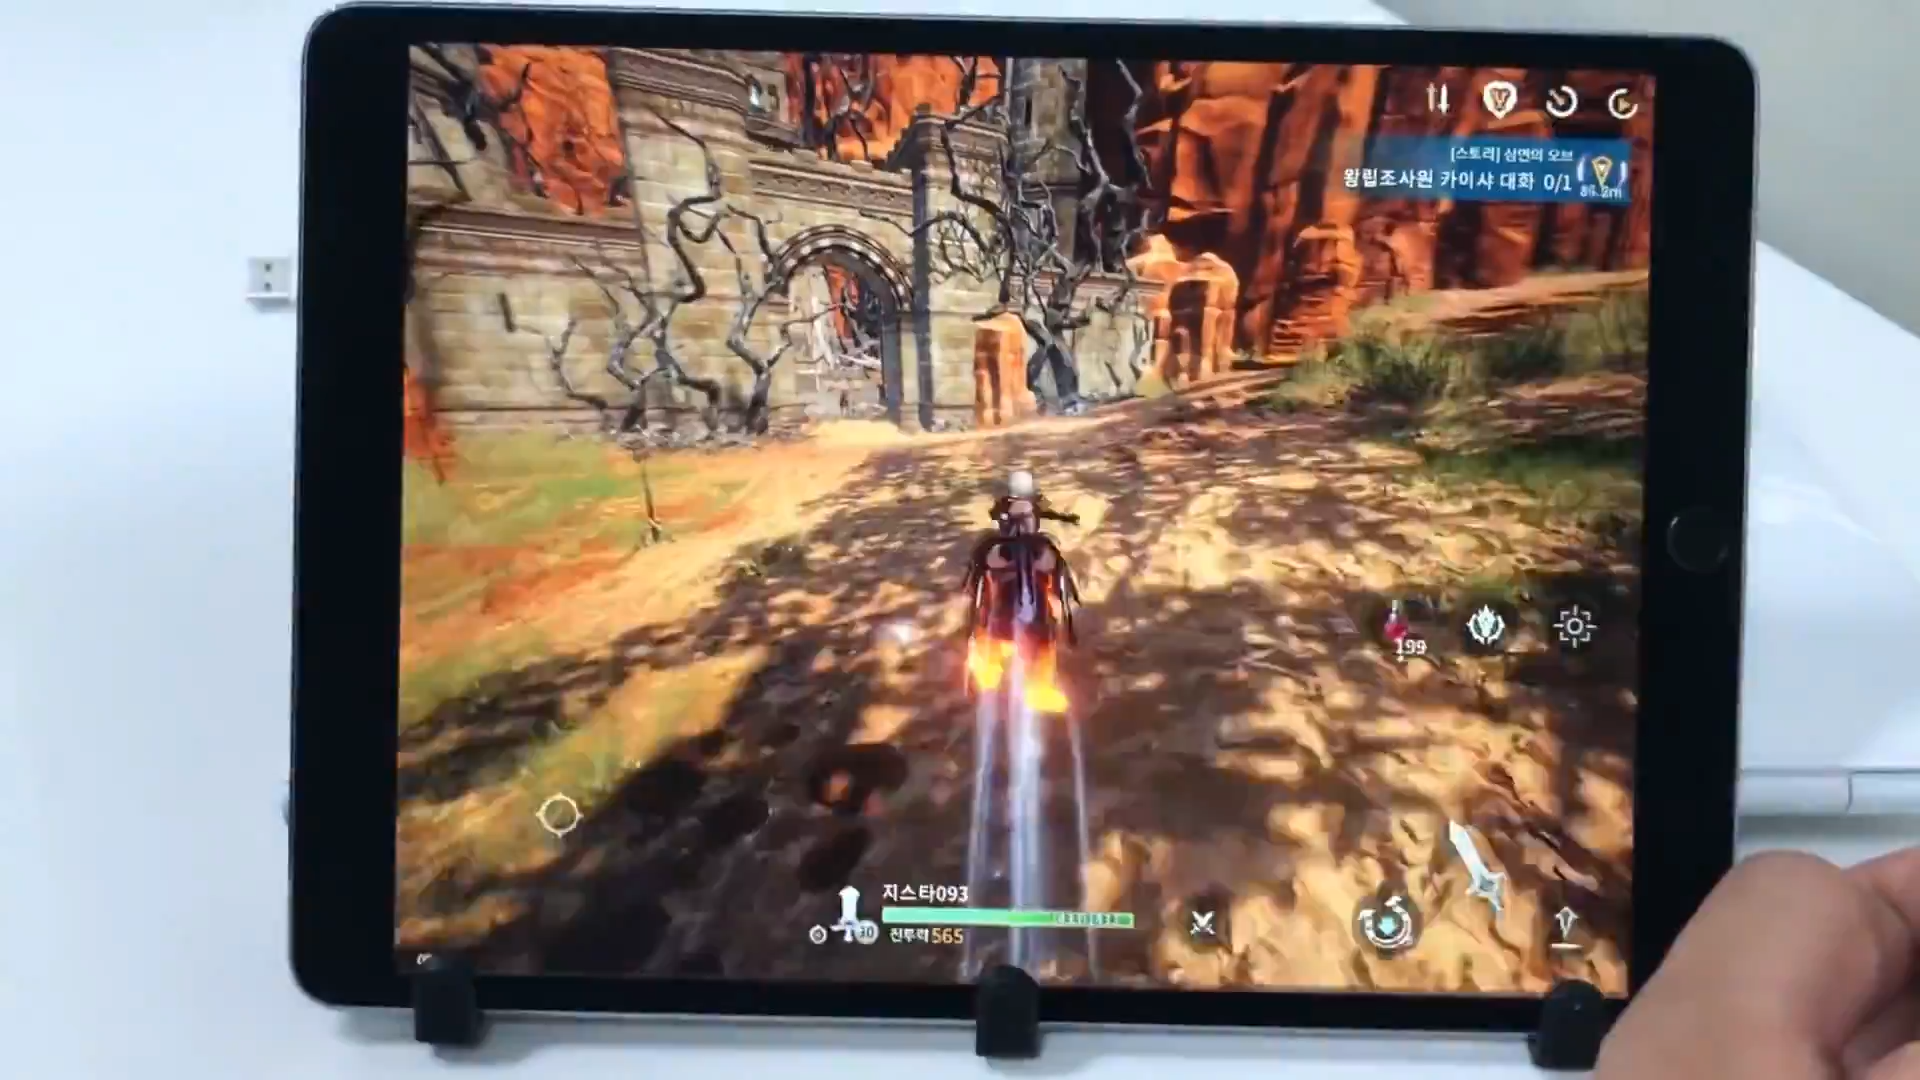 [스토리] 심연의 오브
왕립조사원 카이샤 대화 0/1
199
지스타093
30
전투력 565